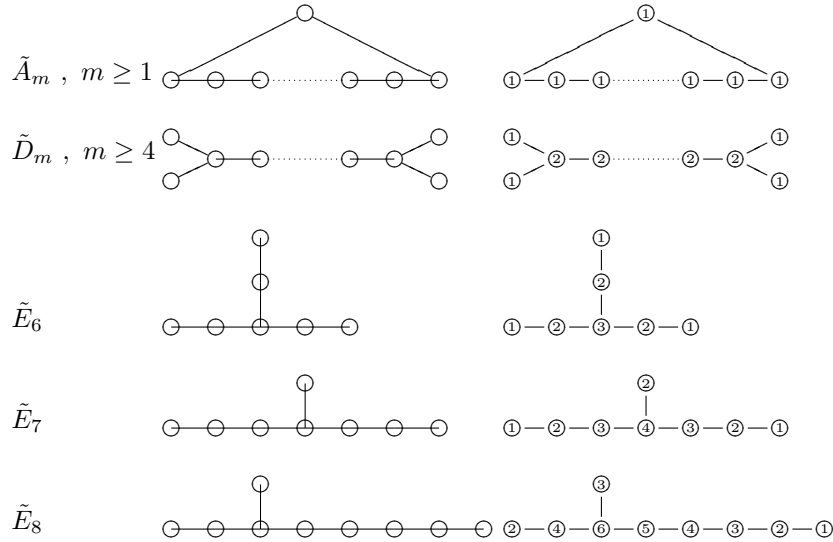 1
Ã_m , m ≥ 1 1 1 1 1 1 1
1 1
D̃_m , m ≥ 4 2 2 2 2
1 1
1
2
Ẽ_6 1 2 3 2 1
2
Ẽ_7 1 2 3 4 3 2 1
3
Ẽ_8 2 4 6 5 4 3 2 1